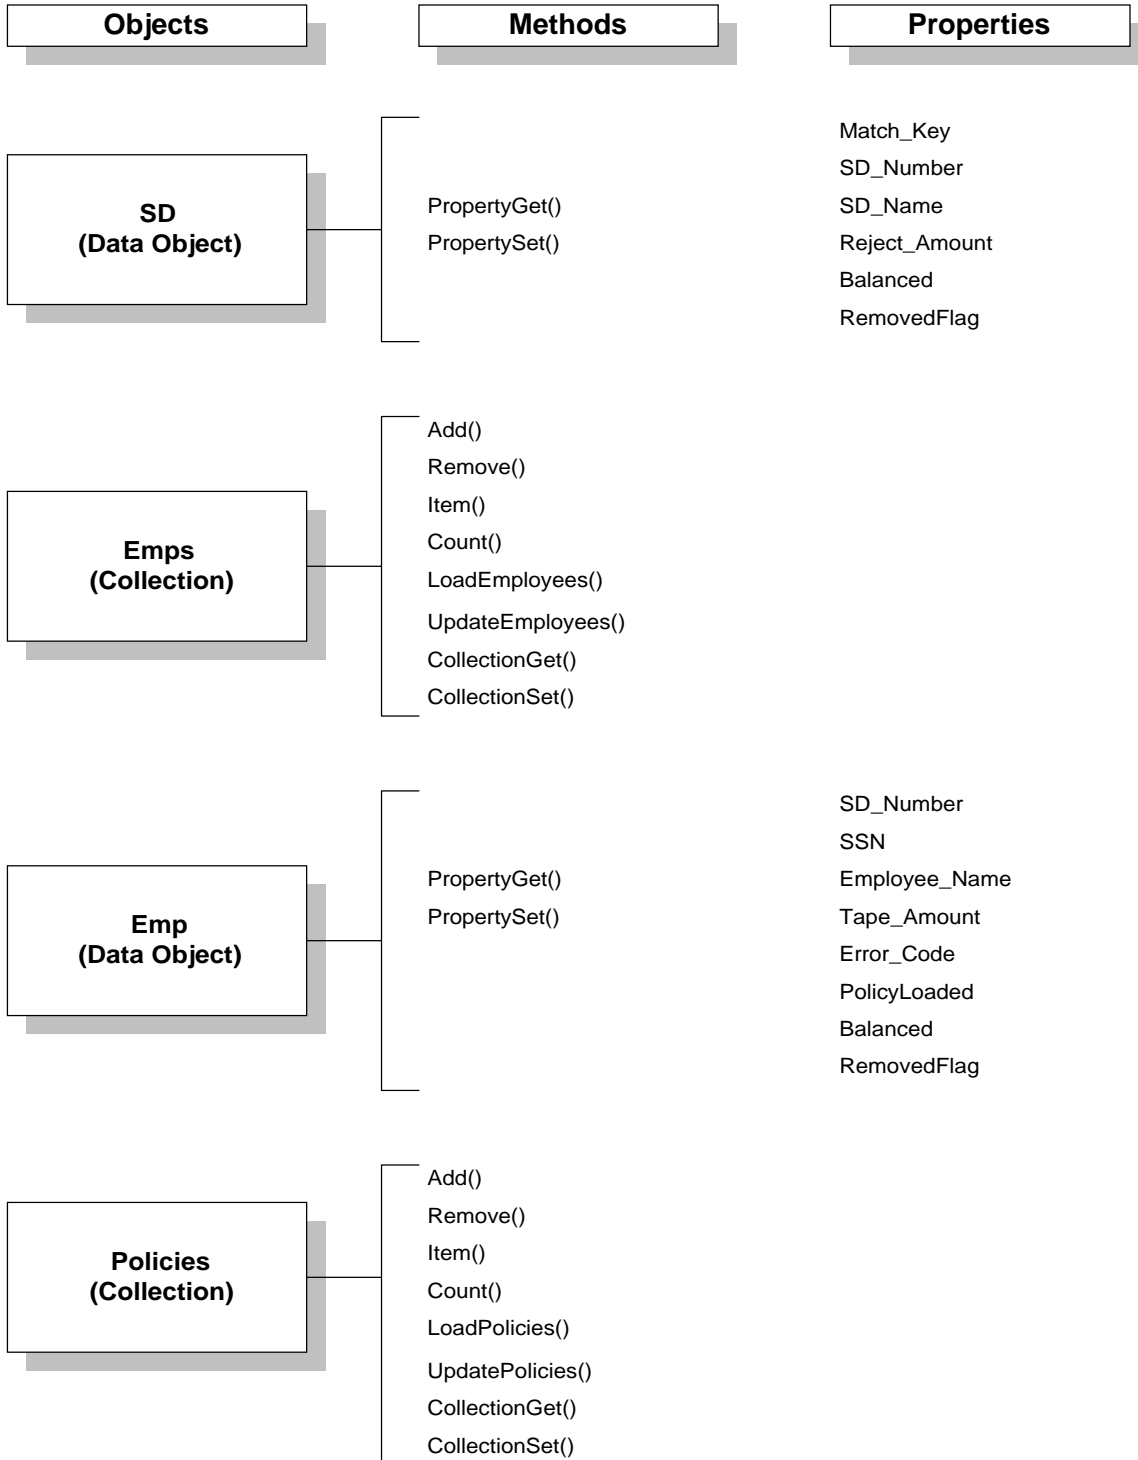 Objects
Methods
Properties
SD
(Data Object)
PropertyGet()
PropertySet()
Match_Key
SD_Number
SD_Name
Reject_Amount
Balanced
RemovedFlag
Emps
(Collection)
Add()
Remove()
Item()
Count()
LoadEmployees()
UpdateEmployees()
CollectionGet()
CollectionSet()
Emp
(Data Object)
PropertyGet()
PropertySet()
SD_Number
SSN
Employee_Name
Tape_Amount
Error_Code
PolicyLoaded
Balanced
RemovedFlag
Policies
(Collection)
Add()
Remove()
Item()
Count()
LoadPolicies()
UpdatePolicies()
CollectionGet()
CollectionSet()